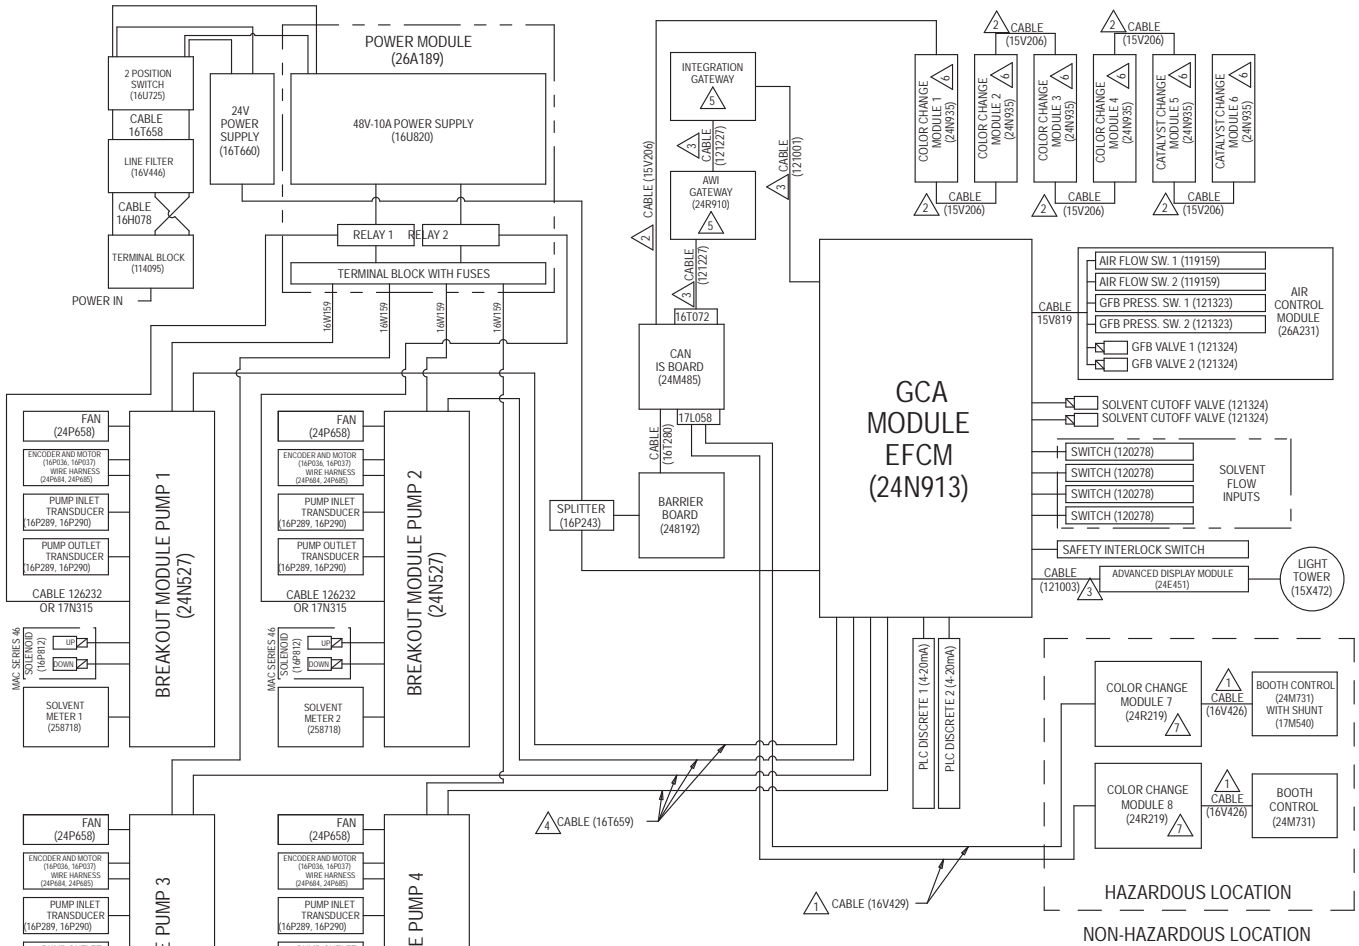 POWER MODULE
(26A189)
2 POSITION
SWITCH
(16U725)
CABLE
16T658
LINE FILTER
(16V446)
CABLE
16H078
TERMINAL BLOCK
(114095)
POWER IN
24V
POWER
SUPPLY
(16T660)
48V-10A POWER SUPPLY
(16U820)
RELAY 1
RELAY 2
TERMINAL BLOCK WITH FUSES
16W159
16W159
16W159
16W159
INTEGRATION
GATEWAY
5
3
CABLE
(121227)
AWI
GATEWAY
(24R910)
5
3
CABLE
(121001)
2
CABLE (15V206)
3
CABLE
(121227)
16T072
CAN
IS BOARD
(24M485)
17L058
CABLE
(16T280)
BARRIER
BOARD
(248192)
SPLITTER
(16P243)
2
CABLE
(15V206)
2
CABLE
(15V206)
COLOR CHANGE
MODULE 1
(24N935)
6
COLOR CHANGE
MODULE 2
(24N935)
6
COLOR CHANGE
MODULE 3
(24N935)
6
COLOR CHANGE
MODULE 4
(24N935)
6
CATALYST CHANGE
MODULE 5
(24N935)
6
CATALYST CHANGE
MODULE 6
(24N935)
6
2
CABLE
(15V206)
2
CABLE
(15V206)
2
CABLE
(15V206)
GCA
MODULE
EFCM
(24N913)
CABLE
15V819
AIR FLOW SW. 1 (119159)
AIR FLOW SW. 2 (119159)
GFB PRESS. SW. 1 (121323)
GFB PRESS. SW. 2 (121323)
GFB VALVE 1 (121324)
GFB VALVE 2 (121324)
AIR
CONTROL
MODULE
(26A231)
SOLVENT CUTOFF VALVE (121324)
SOLVENT CUTOFF VALVE (121324)
SWITCH (120278)
SWITCH (120278)
SWITCH (120278)
SWITCH (120278)
SOLVENT
FLOW
INPUTS
SAFETY INTERLOCK SWITCH
CABLE
(121003)
3
ADVANCED DISPLAY MODULE
(24E451)
LIGHT
TOWER
(15X472)
PLC DISCRETE 1 (4-20mA)
PLC DISCRETE 2 (4-20mA)
COLOR CHANGE
MODULE 7
(24R219)
7
1
CABLE
(16V426)
BOOTH CONTROL
(24M731)
WITH SHUNT
(17M540)
COLOR CHANGE
MODULE 8
(24R219)
7
1
CABLE
(16V426)
BOOTH
CONTROL
(24M731)
HAZARDOUS LOCATION
NON-HAZARDOUS LOCATION
4
CABLE (16T659)
1
CABLE (16V429)
FAN
(24P658)
ENCODER AND MOTOR
(16P036, 16P037)
WIRE HARNESS
(24P684, 24P685)
PUMP INLET
TRANSDUCER
(16P289, 16P290)
PUMP OUTLET
TRANSDUCER
(16P289, 16P290)
CABLE 126232
OR 17N315
MAC SERIES 46
SOLENOID
(16P812)
UP
DOWN
SOLVENT
METER 1
(258718)
BREAKOUT MODULE PUMP 1
(24N527)
FAN
(24P658)
ENCODER AND MOTOR
(16P036, 16P037)
WIRE HARNESS
(24P684, 24P685)
PUMP INLET
TRANSDUCER
(16P289, 16P290)
PUMP OUTLET
TRANSDUCER
(16P289, 16P290)
CABLE 126232
OR 17N315
MAC SERIES 46
SOLENOID
(16P812)
UP
DOWN
SOLVENT
METER 2
(258718)
BREAKOUT MODULE PUMP 2
(24N527)
FAN
(24P658)
ENCODER AND MOTOR
(16P036, 16P037)
WIRE HARNESS
(24P684, 24P685)
PUMP INLET
TRANSDUCER
(16P289, 16P290)
PUMP 3
FAN
(24P658)
ENCODER AND MOTOR
(16P036, 16P037)
WIRE HARNESS
(24P684, 24P685)
PUMP INLET
TRANSDUCER
(16P289, 16P290)
PUMP 4